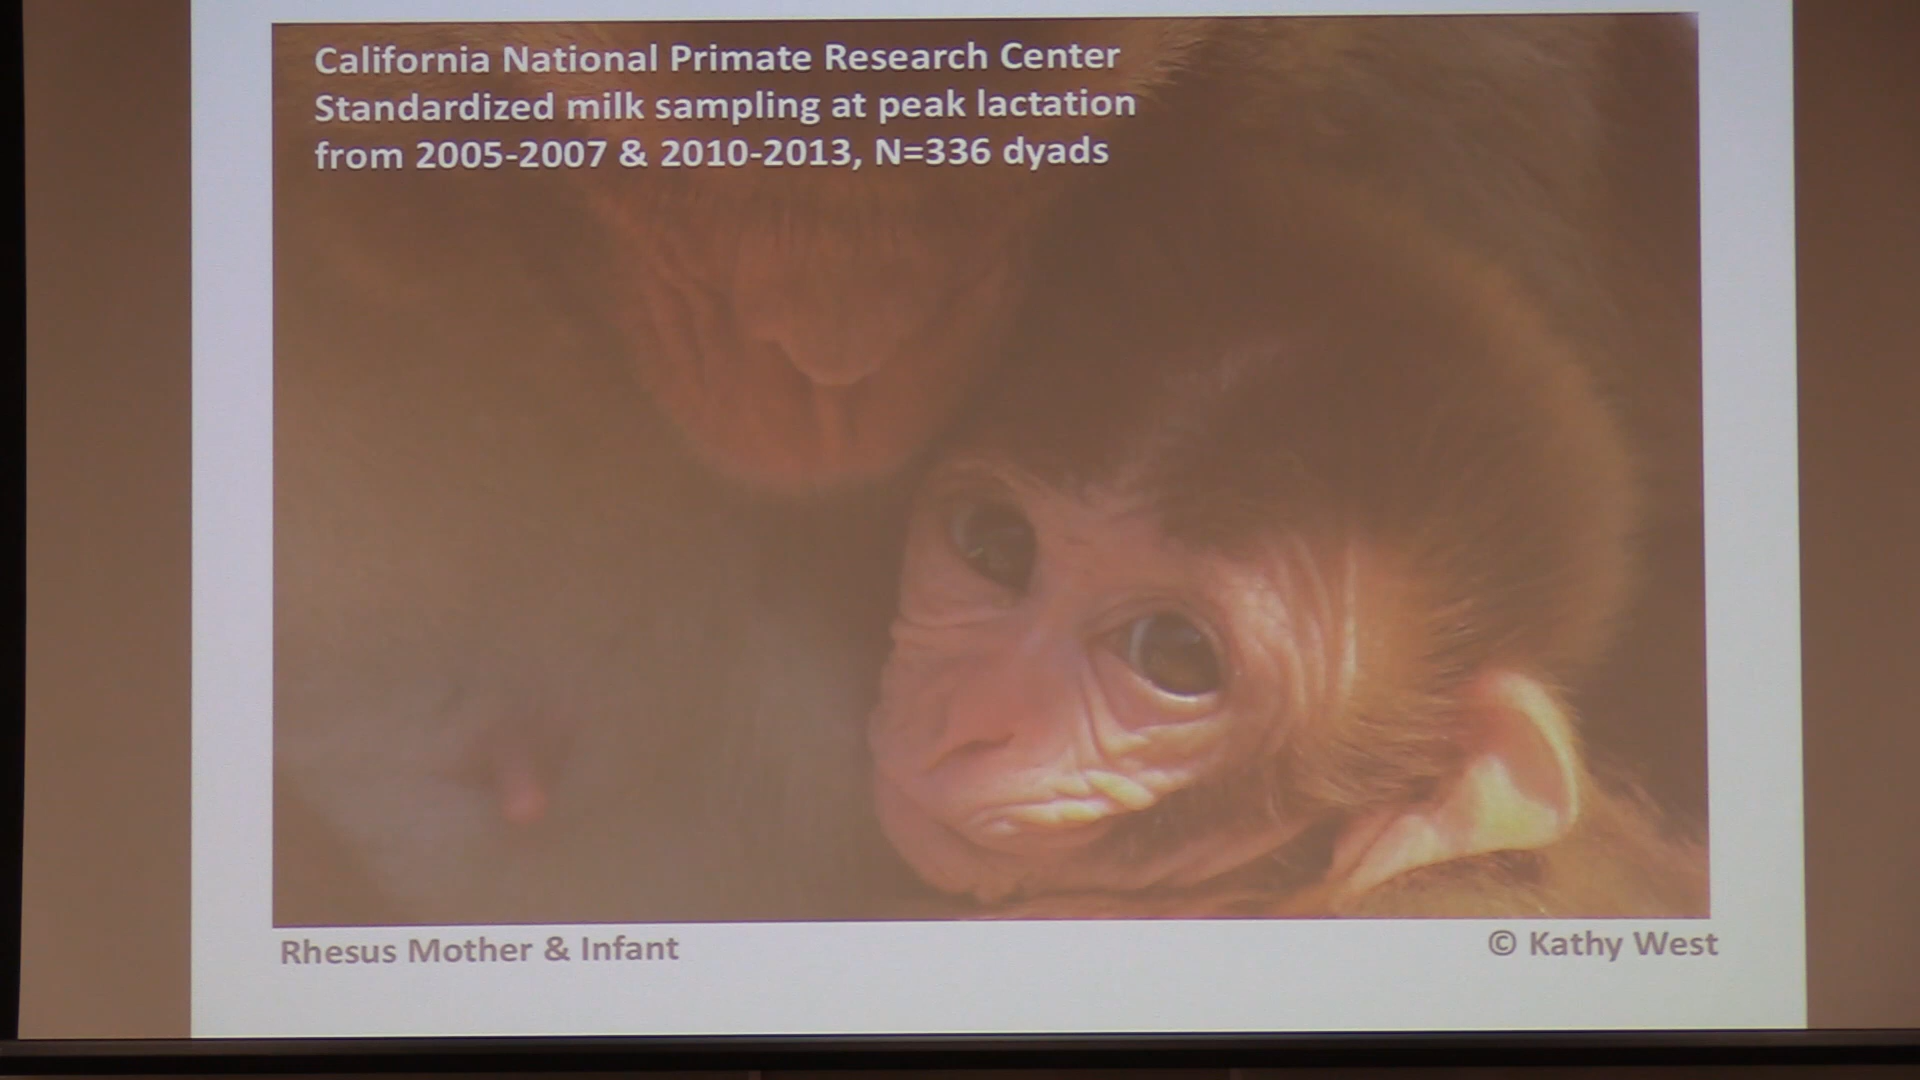 California National Primate Research Center
Standardized milk sampling at peak lactation
from 2005-2007 & 2010-2013, N=336 dyads
Rhesus Mother & Infant
© Kathy West